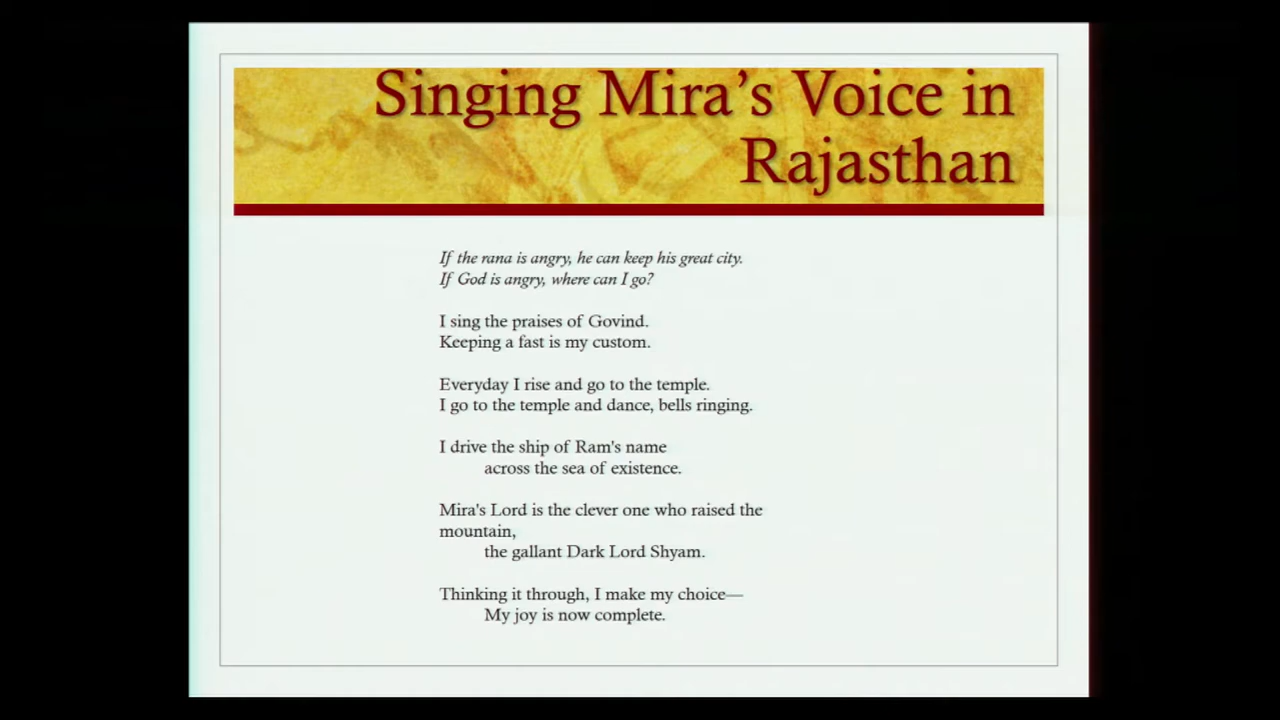 Singing Mira’s Voice in
Rajasthan
If the rana is angry, he can keep his great city.
If God is angry, where can I go?
I sing the praises of Govind.
Keeping a fast is my custom.
Everyday I rise and go to the temple.
I go to the temple and dance, bells ringing.
I drive the ship of Ram's name
across the sea of existence.
Mira's Lord is the clever one who raised the
mountain,
the gallant Dark Lord Shyam.
Thinking it through, I make my choice—
My joy is now complete.